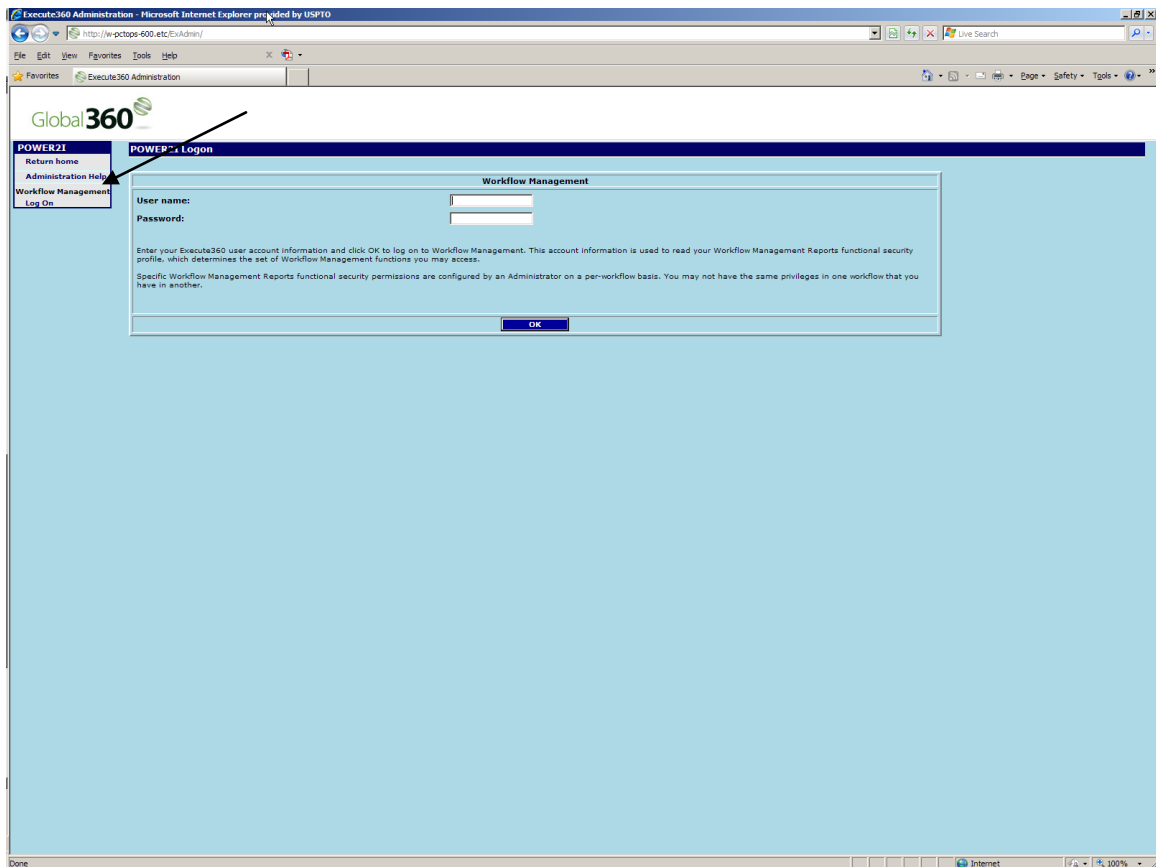 Execute360 Administration - Microsoft Internet Explorer provided by USPTO
http://w-pctops-600.etc/ExAdmin/
Live Search
File Edit View Favorites Tools Help
Favorites Execute360 Administration
Page Safety Tools
Global 360
POWER2I
Return home
Administration Help
Workflow Management
Log On
POWER2I Logon
Workflow Management
User name:
Password:
Enter your Execute360 user account information and click OK to log on to Workflow Management. This account information is used to read your Workflow Management Reports functional security
profile, which determines the set of Workflow Management functions you may access.
Specific Workflow Management Reports functional security permissions are configured by an Administrator on a per-workflow basis. You may not have the same privileges in one workflow that you
have in another.
OK
Done Internet 100%